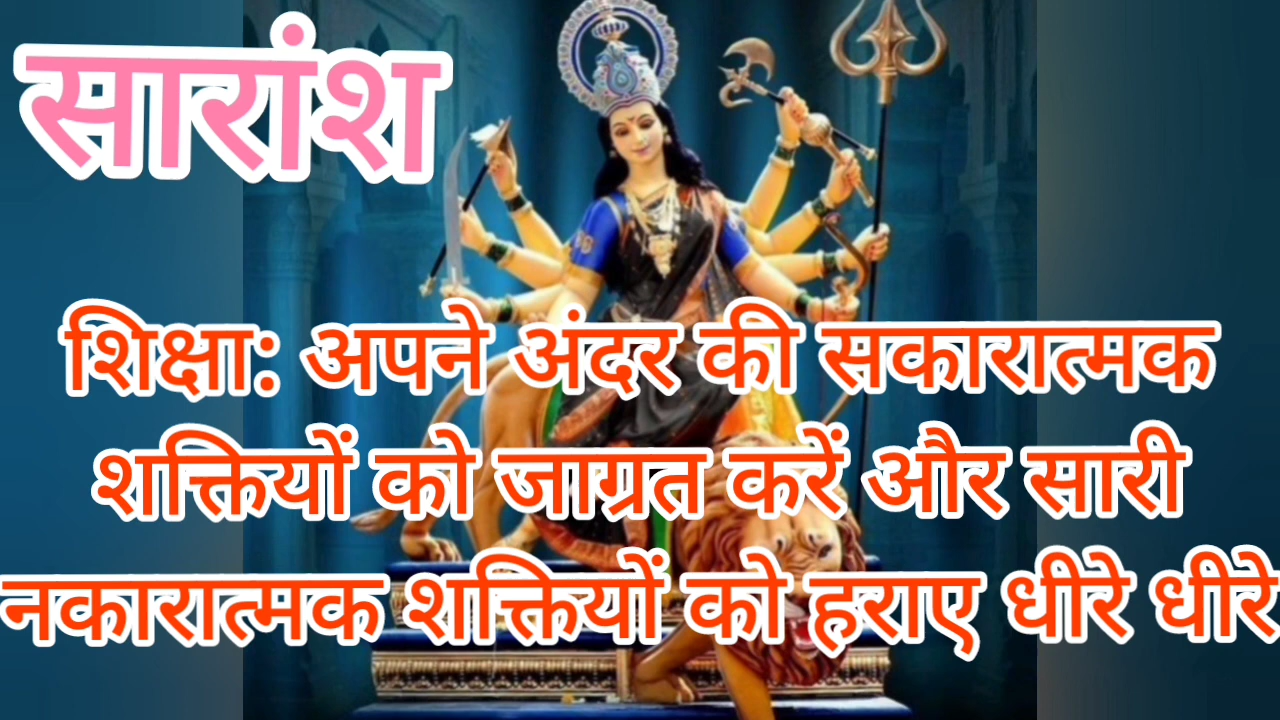 सारांश
शिक्षा: अपने अंदर की सकारात्मक
शक्तियों को जाग्रत करें और सारी
नकारात्मक शक्तियों को हराए धीरे धीरे